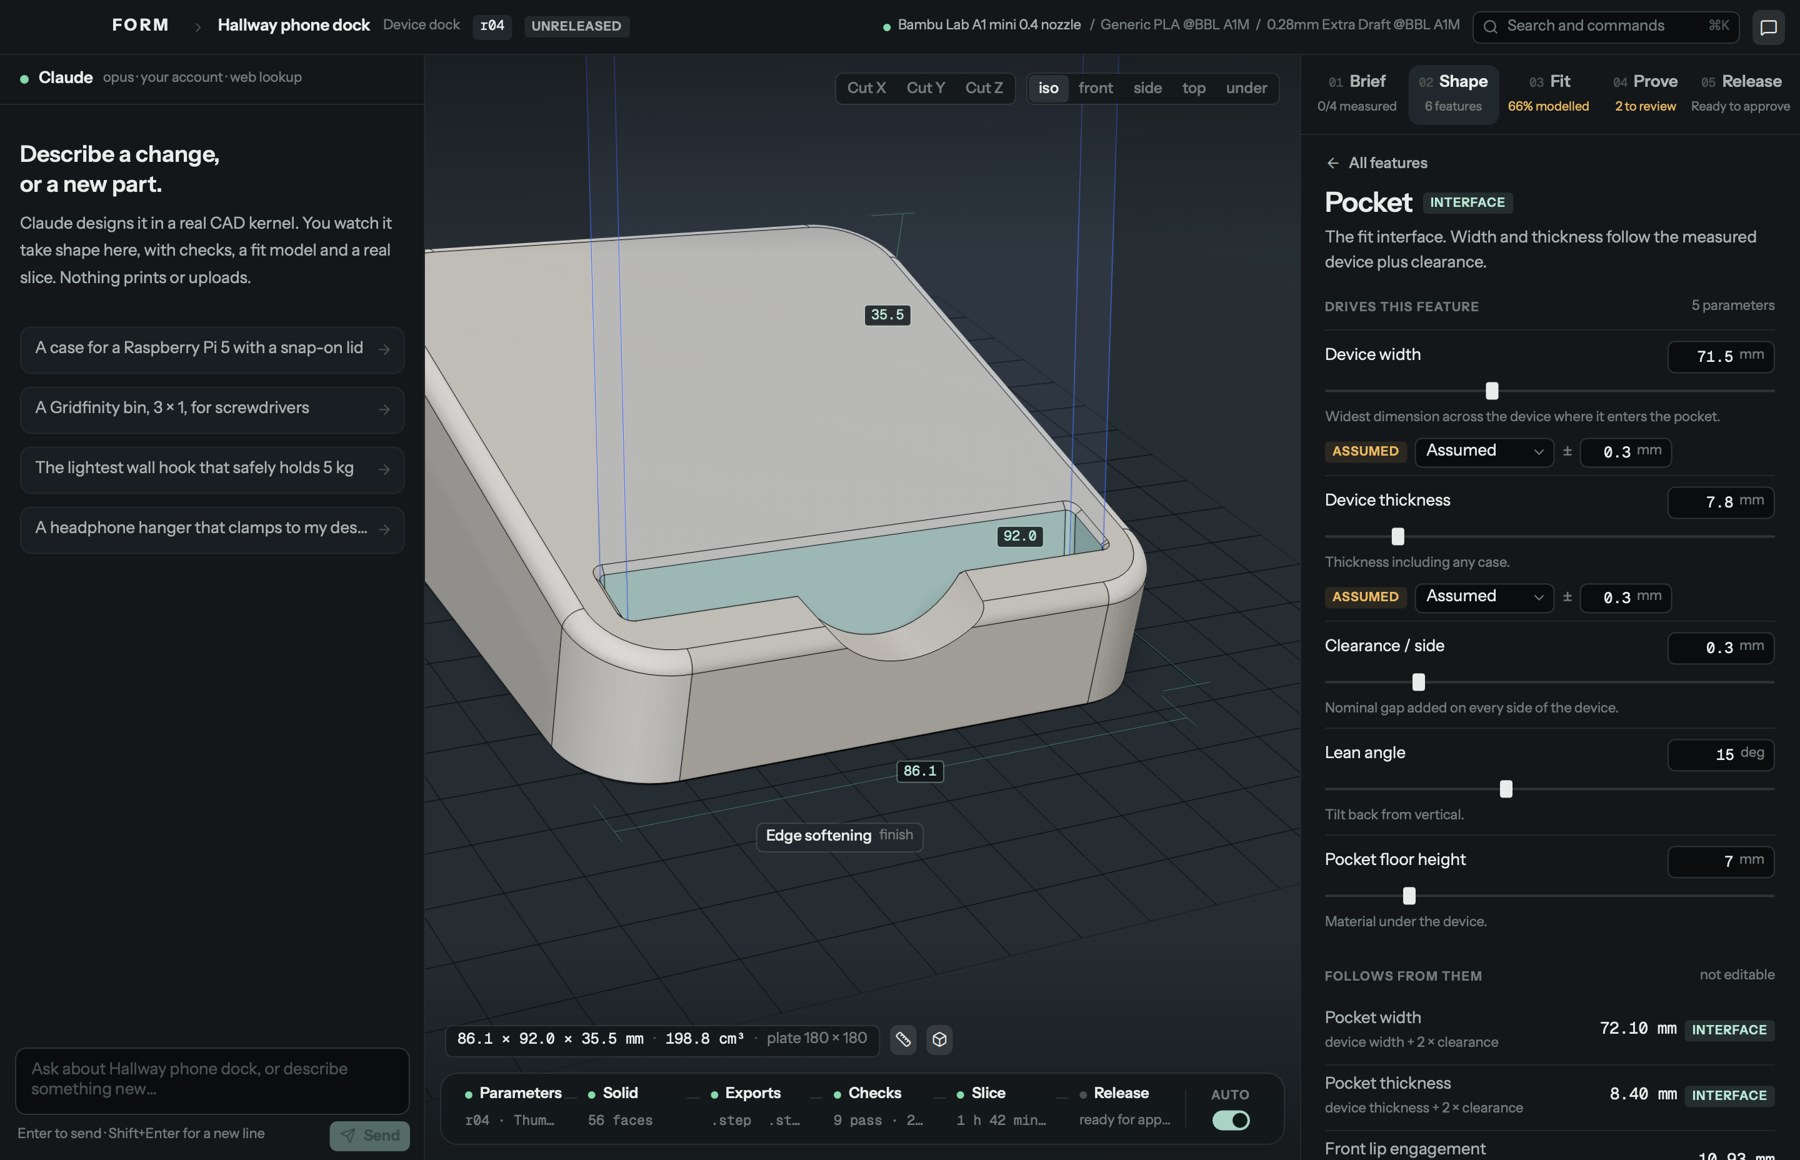 FORM
Hallway phone dock Device dock r04 UNRELEASED
Bambu Lab A1 mini 0.4 nozzle / Generic PLA @BBL A1M / 0.28mm Extra Draft @BBL A1M
Search and commands ⌘K
Claude opus · your account · web lookup
Describe a change,
or a new part.
Claude designs it in a real CAD kernel. You watch it
take shape here, with checks, a fit model and a real
slice. Nothing prints or uploads.
A case for a Raspberry Pi 5 with a snap-on lid
A Gridfinity bin, 3 × 1, for screwdrivers
The lightest wall hook that safely holds 5 kg
A headphone hanger that clamps to my des...
Ask about Hallway phone dock, or describe
something new...
Enter to send · Shift+Enter for a new line
Send
Cut X Cut Y Cut Z
iso front side top under
35.5
92.0
86.1
Edge softening finish
86.1 × 92.0 × 35.5 mm · 198.8 cm³ · plate 180 × 180
Parameters
r04 · Thum...
Solid
56 faces
Exports
.step .st...
Checks
9 pass · 2...
Slice
1 h 42 min...
Release
ready for app...
AUTO
01 Brief
0/4 measured
02 Shape
6 features
03 Fit
66% modelled
04 Prove
2 to review
05 Release
Ready to approve
← All features
Pocket INTERFACE
The fit interface. Width and thickness follow the measured
device plus clearance.
DRIVES THIS FEATURE 5 parameters
Device width 71.5 mm
Widest dimension across the device where it enters the pocket.
ASSUMED Assumed ± 0.3 mm
Device thickness 7.8 mm
Thickness including any case.
ASSUMED Assumed ± 0.3 mm
Clearance / side 0.3 mm
Nominal gap added on every side of the device.
Lean angle 15 deg
Tilt back from vertical.
Pocket floor height 7 mm
Material under the device.
FOLLOWS FROM THEM not editable
Pocket width 72.10 mm INTERFACE
device width + 2 × clearance
Pocket thickness 8.40 mm INTERFACE
device thickness + 2 × clearance
Front lip engagement 10.93 mm